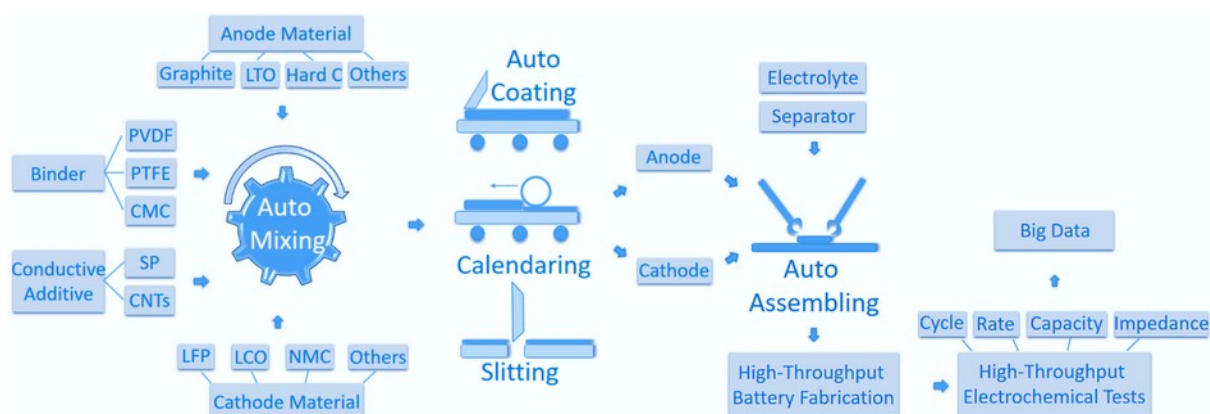 Anode Material
Graphite
LTO
Hard C
Others
Binder
PVDF
PTFE
CMC
Conductive
Additive
SP
CNTs
Auto
Mixing
LFP
LCO
NMC
Others
Cathode Material
Auto
Coating
Calendaring
Slitting
Anode
Cathode
Electrolyte
Separator
Auto
Assembling
High-Throughput
Battery Fabrication
Big Data
Cycle
Rate
Capacity
Impedance
High-Throughput
Electrochemical Tests